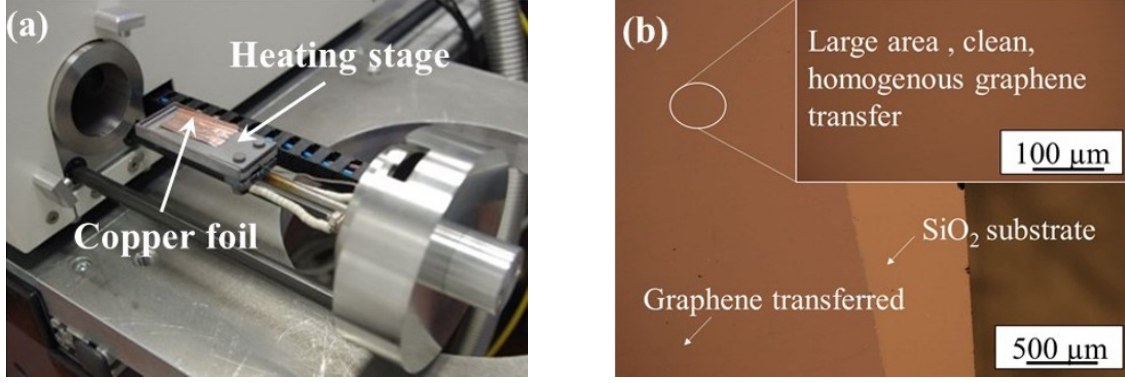 (a)
Heating stage
Copper foil
(b)
Large area , clean,
homogenous graphene
transfer
100 µm
SiO₂ substrate
Graphene transferred
500 µm